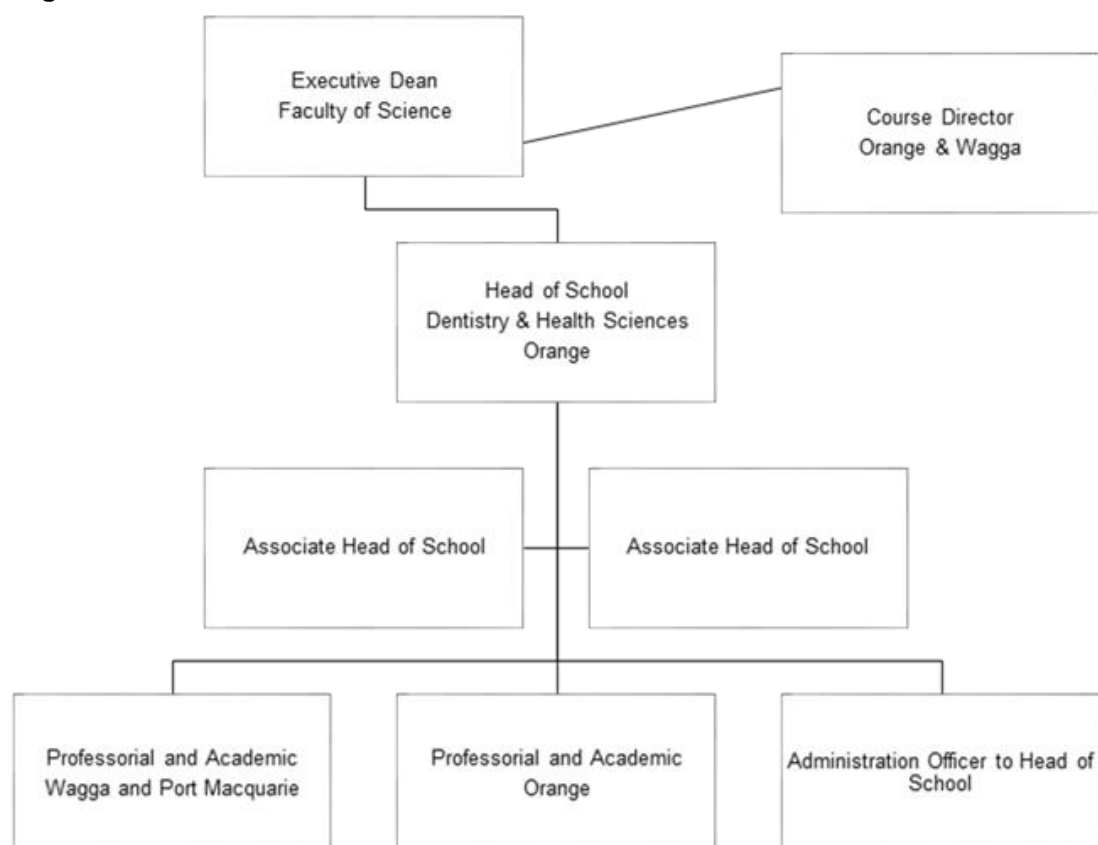 Executive Dean
Faculty of Science
Course Director
Orange & Wagga
Head of School
Dentistry & Health Sciences
Orange
Associate Head of School
Associate Head of School
Professorial and Academic
Wagga and Port Macquarie
Professorial and Academic
Orange
Administration Officer to Head of
School